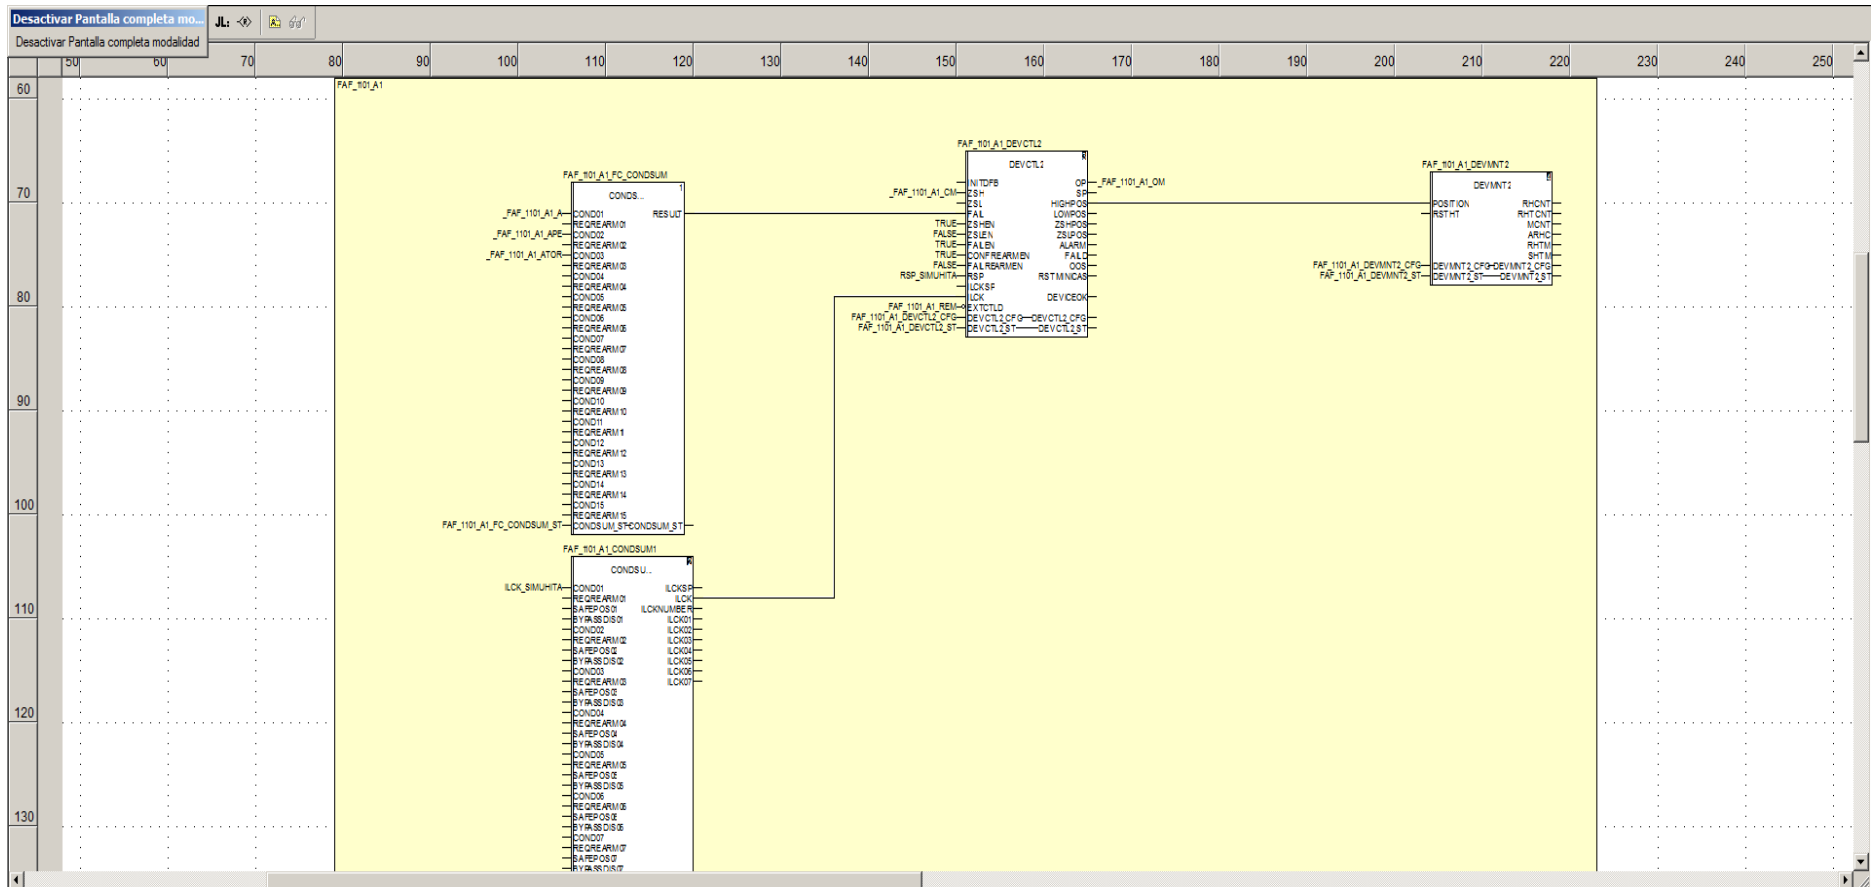 Desactivar Pantalla completa mo...
Desactivar Pantalla completa modalidad
50 60 70 80 90 100 110 120 130 140 150 160 170 180 190 200 210 220 230 240 250
60
70
80
90
100
110
120
130
FAF_1101_A1
FAF_1101_A1_FC_CONDSUM
1
CONDS...
_FAF_1101_A1_A COND01 RESULT
REQREARM01
_FAF_1101_A1_APE COND02
REQREARM02
_FAF_1101_A1_ATOR COND03
REQREARM03
COND04
REQREARM04
COND05
REQREARM05
COND06
REQREARM06
COND07
REQREARM07
COND08
REQREARM08
COND09
REQREARM09
COND10
REQREARM10
COND11
REQREARM11
COND12
REQREARM12
COND13
REQREARM13
COND14
REQREARM14
COND15
REQREARM15
FAF_1101_A1_FC_CONDSUM_ST CONDSUM_ST CONDSUM_ST
FAF_1101_A1_CONDSUM1
CONDSU...
ILCK_SIMUHITA COND01 ILCKSP
REQREARM01 ILCK
SAFEPOS01 ILCKNUMBER
BYPASSDIS01 ILCK01
COND02 ILCK02
REQREARM02 ILCK03
SAFEPOS02 ILCK04
BYPASSDIS02 ILCK05
COND03 ILCK06
REQREARM03 ILCK07
SAFEPOS03
BYPASSDIS03
COND04
REQREARM04
SAFEPOS04
BYPASSDIS04
COND05
REQREARM05
SAFEPOS05
BYPASSDIS05
COND06
REQREARM06
SAFEPOS06
BYPASSDIS06
COND07
REQREARM07
SAFEPOS07
BYPASSDIS07
FAF_1101_A1_DEVCTL2
DEVCTL2
INITDFB OP _FAF_1101_A1_OM
_FAF_1101_A1_CM ZSH SP
ZSL HIGHPOS
FAIL LOWPOS
TRUE ZSHEN ZSHPOS
FALSE ZSLEN ZSLPOS
TRUE FAILEN ALARM
TRUE CONFREARMEN FAILD
FALSE FAILREARMEN OOS
RSP_SIMUHITA RSP RSTMINCAS
ILCKSP
ILCK DEVICEOK
_FAF_1101_A1_REM EXTCTLD
FAF_1101_A1_DEVCTL2_CFG DEVCTL2_CFG DEVCTL2_CFG
FAF_1101_A1_DEVCTL2_ST DEVCTL2_ST DEVCTL2_ST
FAF_1101_A1_DEVMNT2
DEVMNT2
POSITION RHCNT
RSTHT RHTCNT
MCNT
ARHC
RHTM
SHTM
FAF_1101_A1_DEVMNT2_CFG DEVMNT2_CFG DEVMNT2_CFG
FAF_1101_A1_DEVMNT2_ST DEVMNT2_ST DEVMNT2_ST